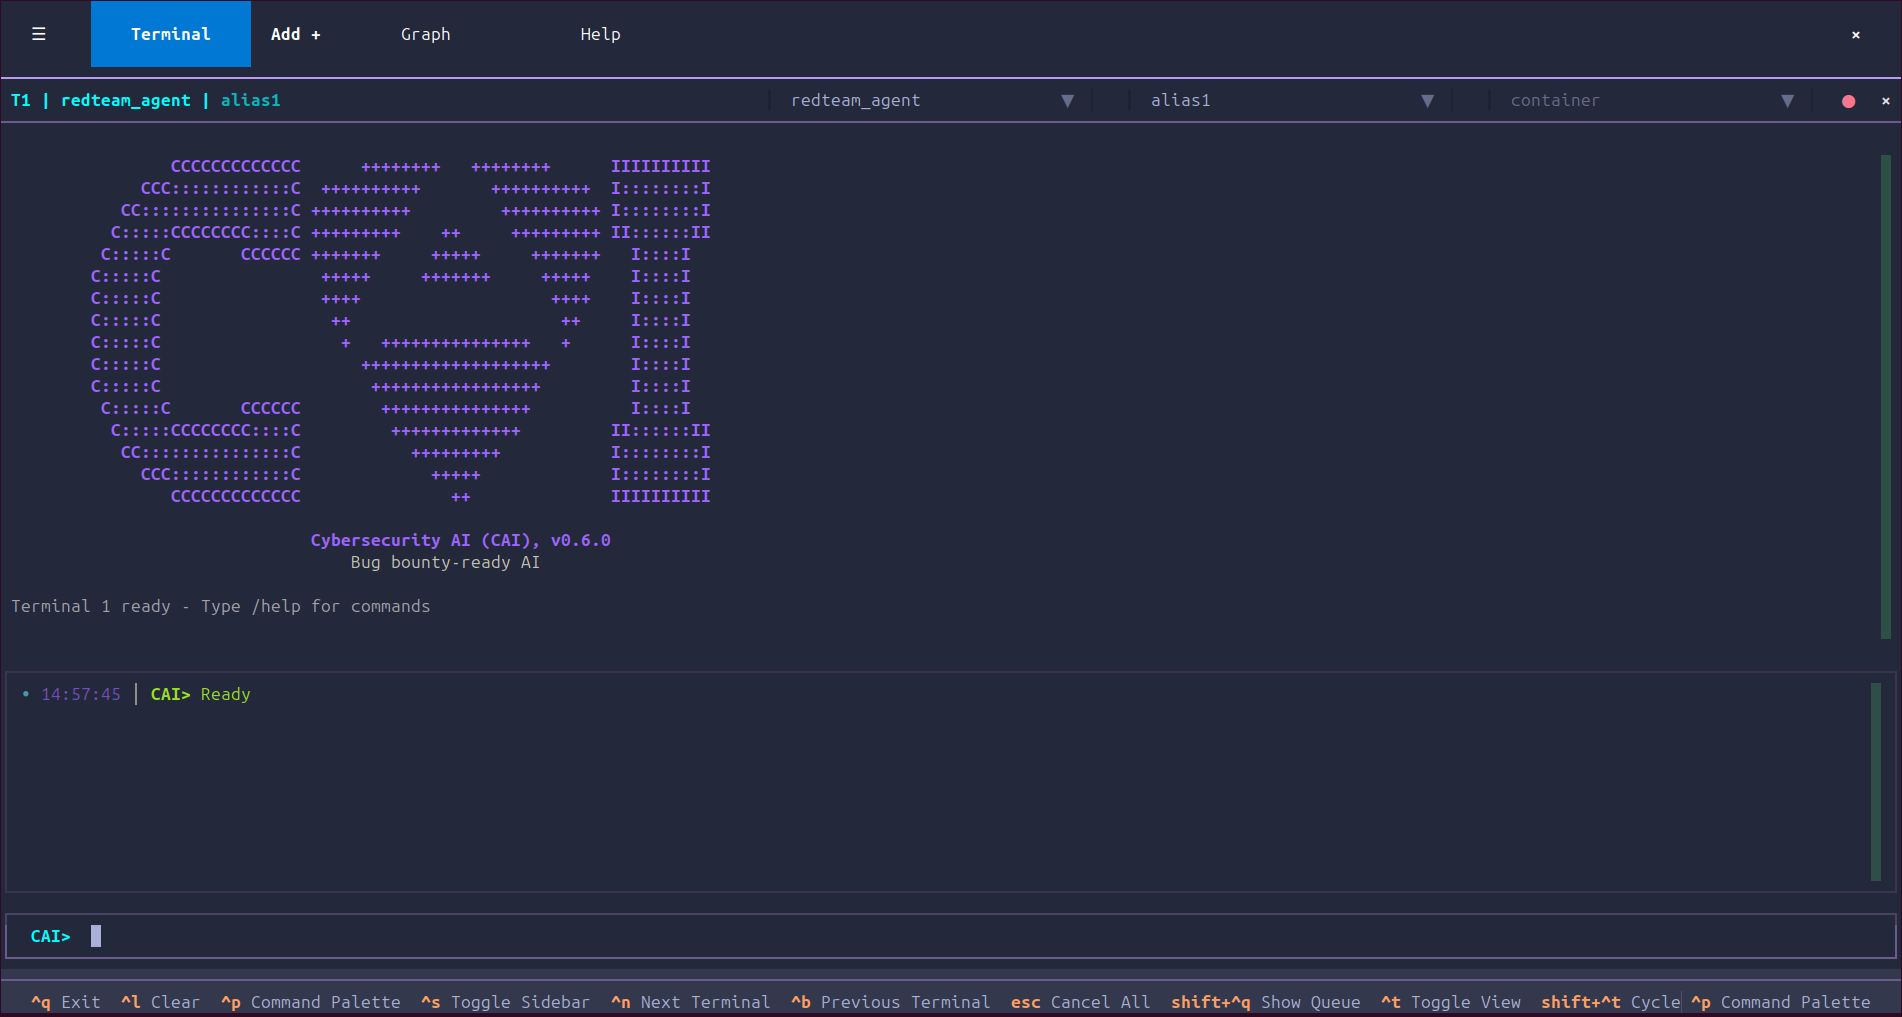 ☰ Terminal Add + Graph Help ×
T1 | redteam_agent | alias1 redteam_agent ▼ alias1 ▼ container ▼ ● ×
                CCCCCCCCCCCCC      ++++++++   ++++++++      IIIIIIIIII
             CCC::::::::::::C  ++++++++++       ++++++++++  I::::::::I
           CC:::::::::::::::C ++++++++++         ++++++++++ I::::::::I
          C:::::CCCCCCCC::::C +++++++++    ++     +++++++++ II::::::II
         C:::::C       CCCCCC +++++++     +++++     +++++++   I::::I
        C:::::C                +++++     +++++++     +++++    I::::I
        C:::::C                ++++                   ++++    I::::I
        C:::::C                 ++                     ++     I::::I
        C:::::C                  +   +++++++++++++++   +      I::::I
        C:::::C                    +++++++++++++++++++        I::::I
        C:::::C                     +++++++++++++++++         I::::I
         C:::::C       CCCCCC        +++++++++++++++          I::::I
          C:::::CCCCCCCC::::C         +++++++++++++         II::::::II
           CC:::::::::::::::C           +++++++++           I::::::::I
             CCC::::::::::::C             +++++             I::::::::I
                CCCCCCCCCCCCC               ++              IIIIIIIIII
Cybersecurity AI (CAI), v0.6.0
Bug bounty-ready AI
Terminal 1 ready - Type /help for commands
• 14:57:45 │ CAI> Ready
CAI>
^q Exit ^l Clear ^p Command Palette ^s Toggle Sidebar ^n Next Terminal ^b Previous Terminal esc Cancel All shift+^q Show Queue ^t Toggle View shift+^t Cycle ^p Command Palette